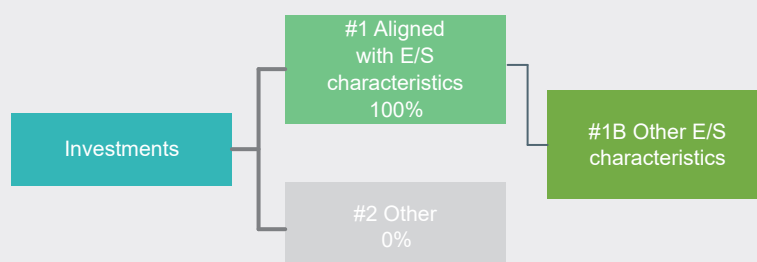 #1 Aligned
with E/S
characteristics
100%
Investments
#1B Other E/S
characteristics
#2 Other
0%